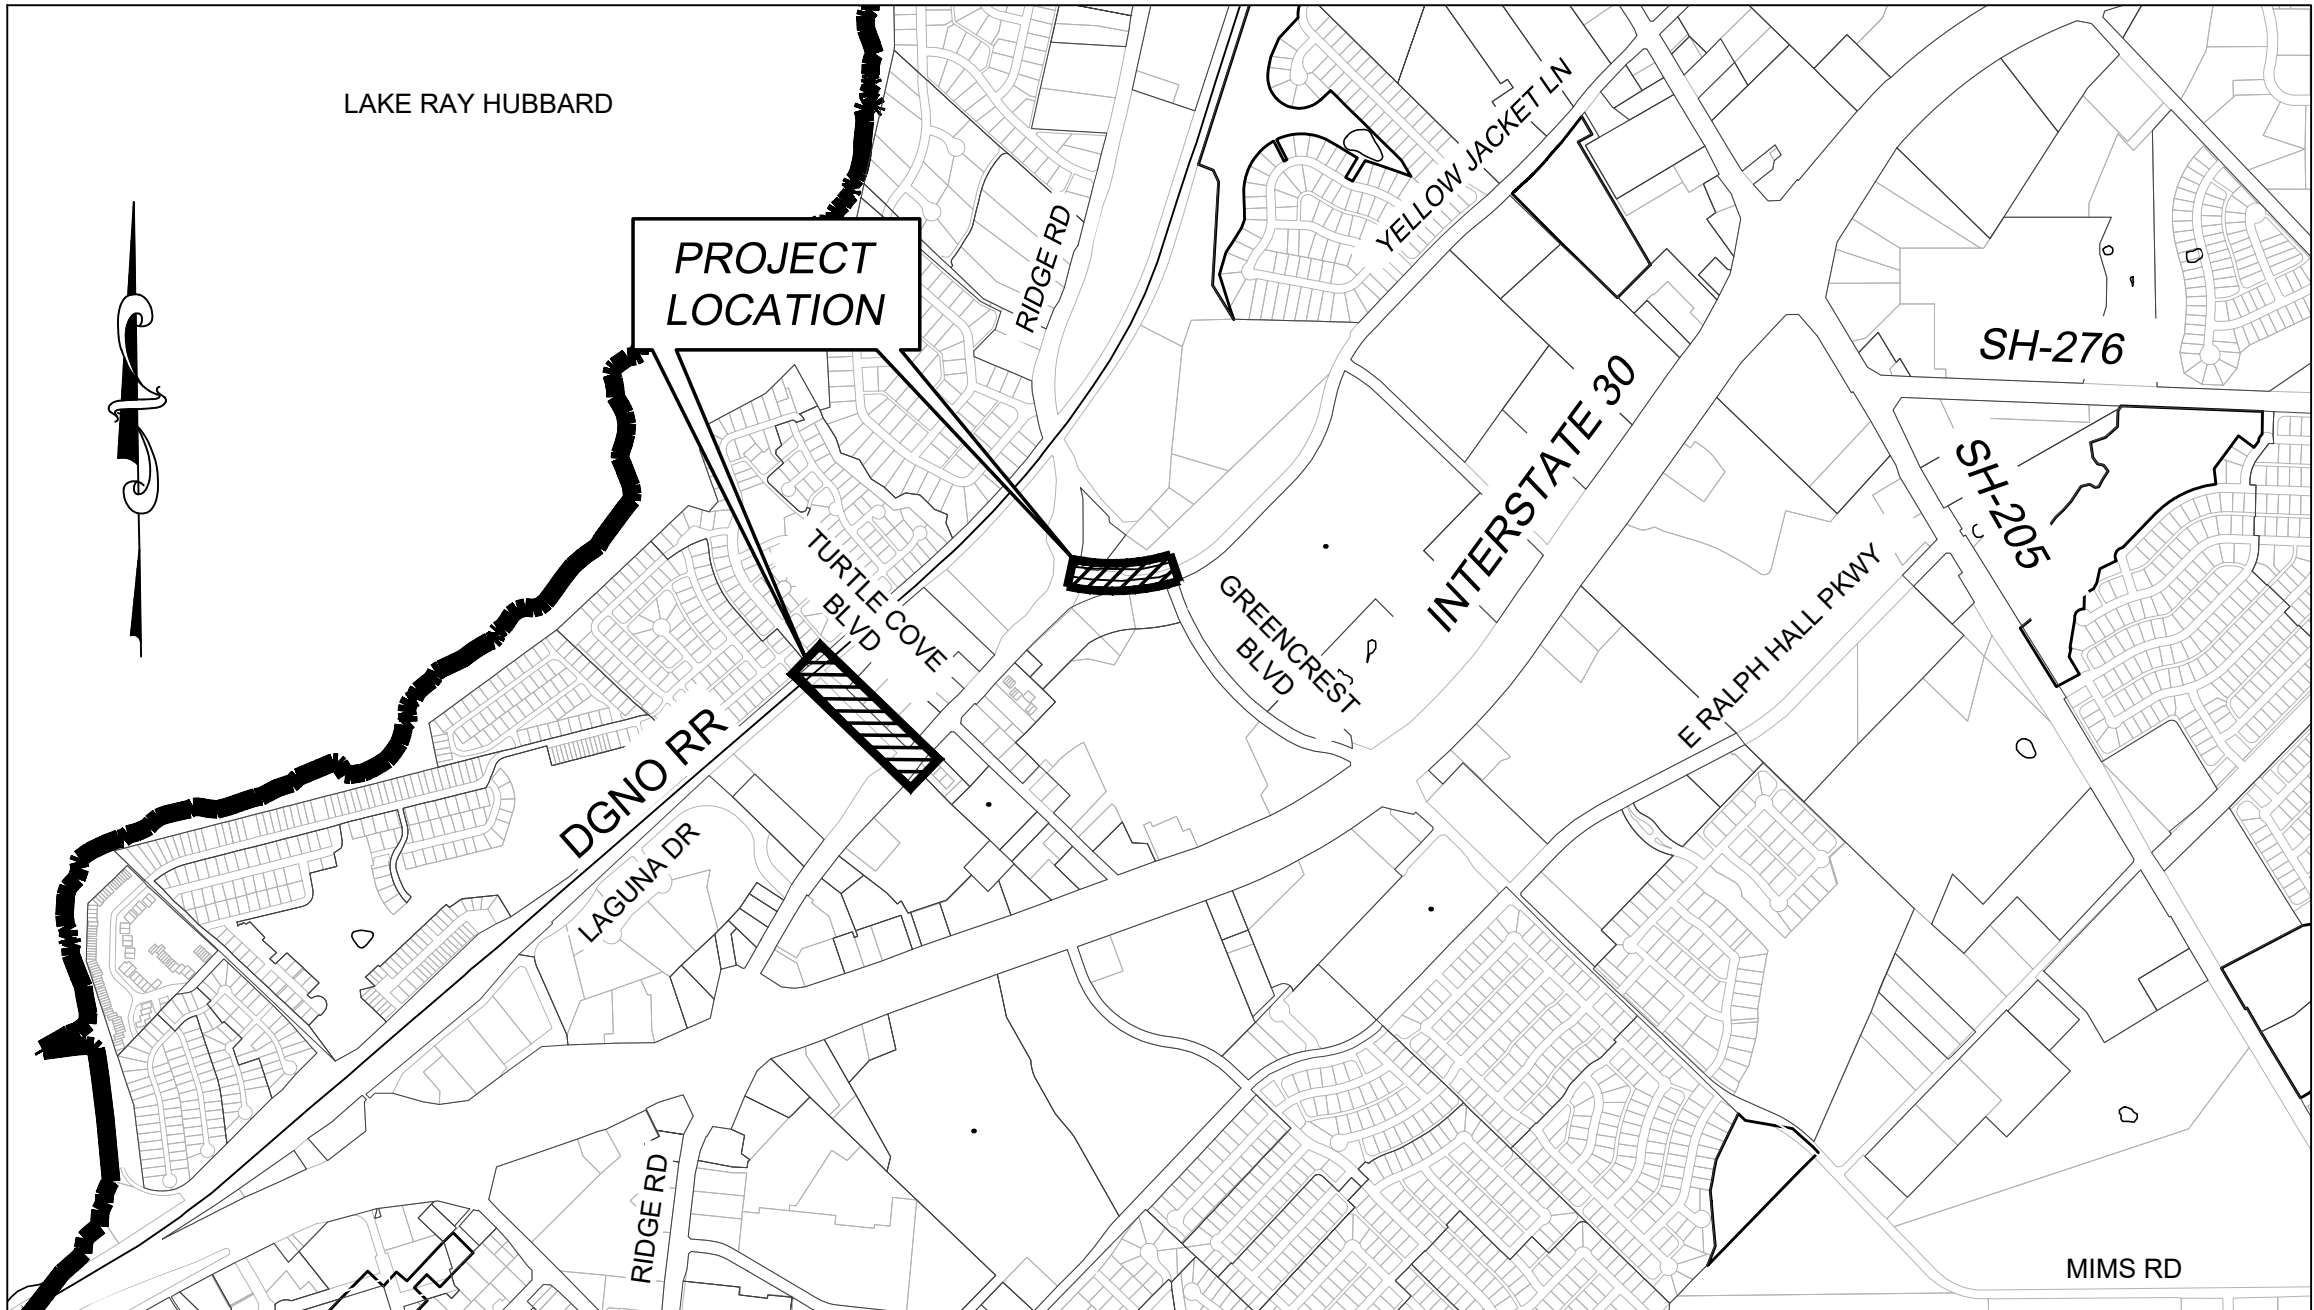 LAKE RAY HUBBARD
YELLOW JACKET LN
PROJECT
LOCATION
RIDGE RD
SH-276
INTERSTATE 30
SH-205
TURTLE COVE
BLVD
GREENCREST
BLVD
E RALPH HALL PKWY
DGNO RR
LAGUNA DR
RIDGE RD
MIMS RD